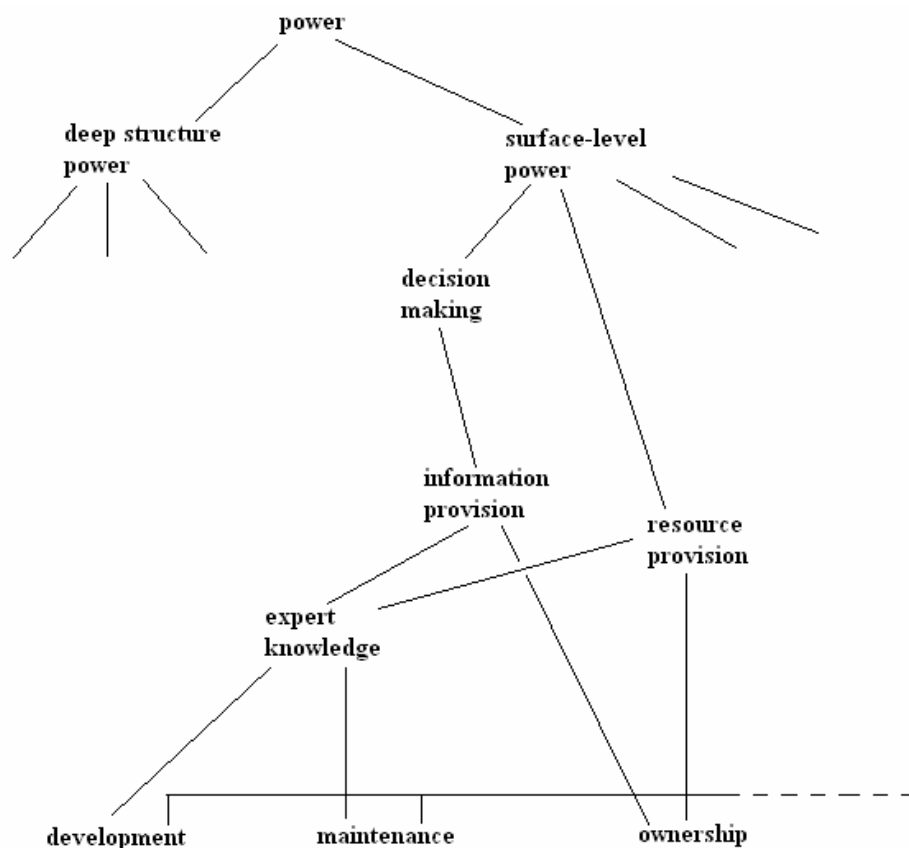 power
deep structure
power
surface-level
power
decision
making
information
provision
resource
provision
expert
knowledge
development
maintenance
ownership